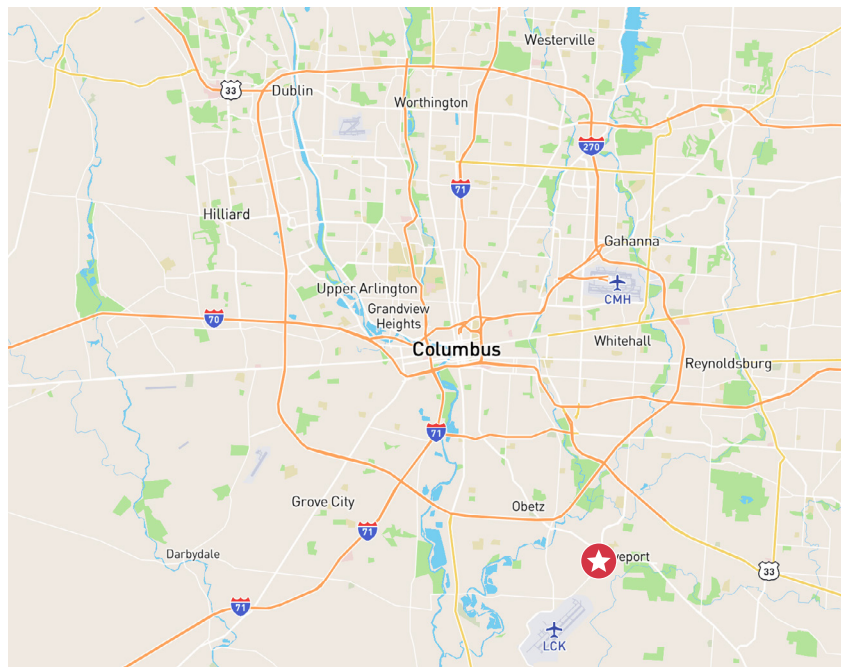 Westerville
33
Dublin
Worthington
270
71
Hilliard
Gahanna
Upper Arlington
CMH
Grandview
Heights
70
Columbus
Whitehall
Reynoldsburg
71
Grove City
Obetz
71
Darbydale
33
71
LCK